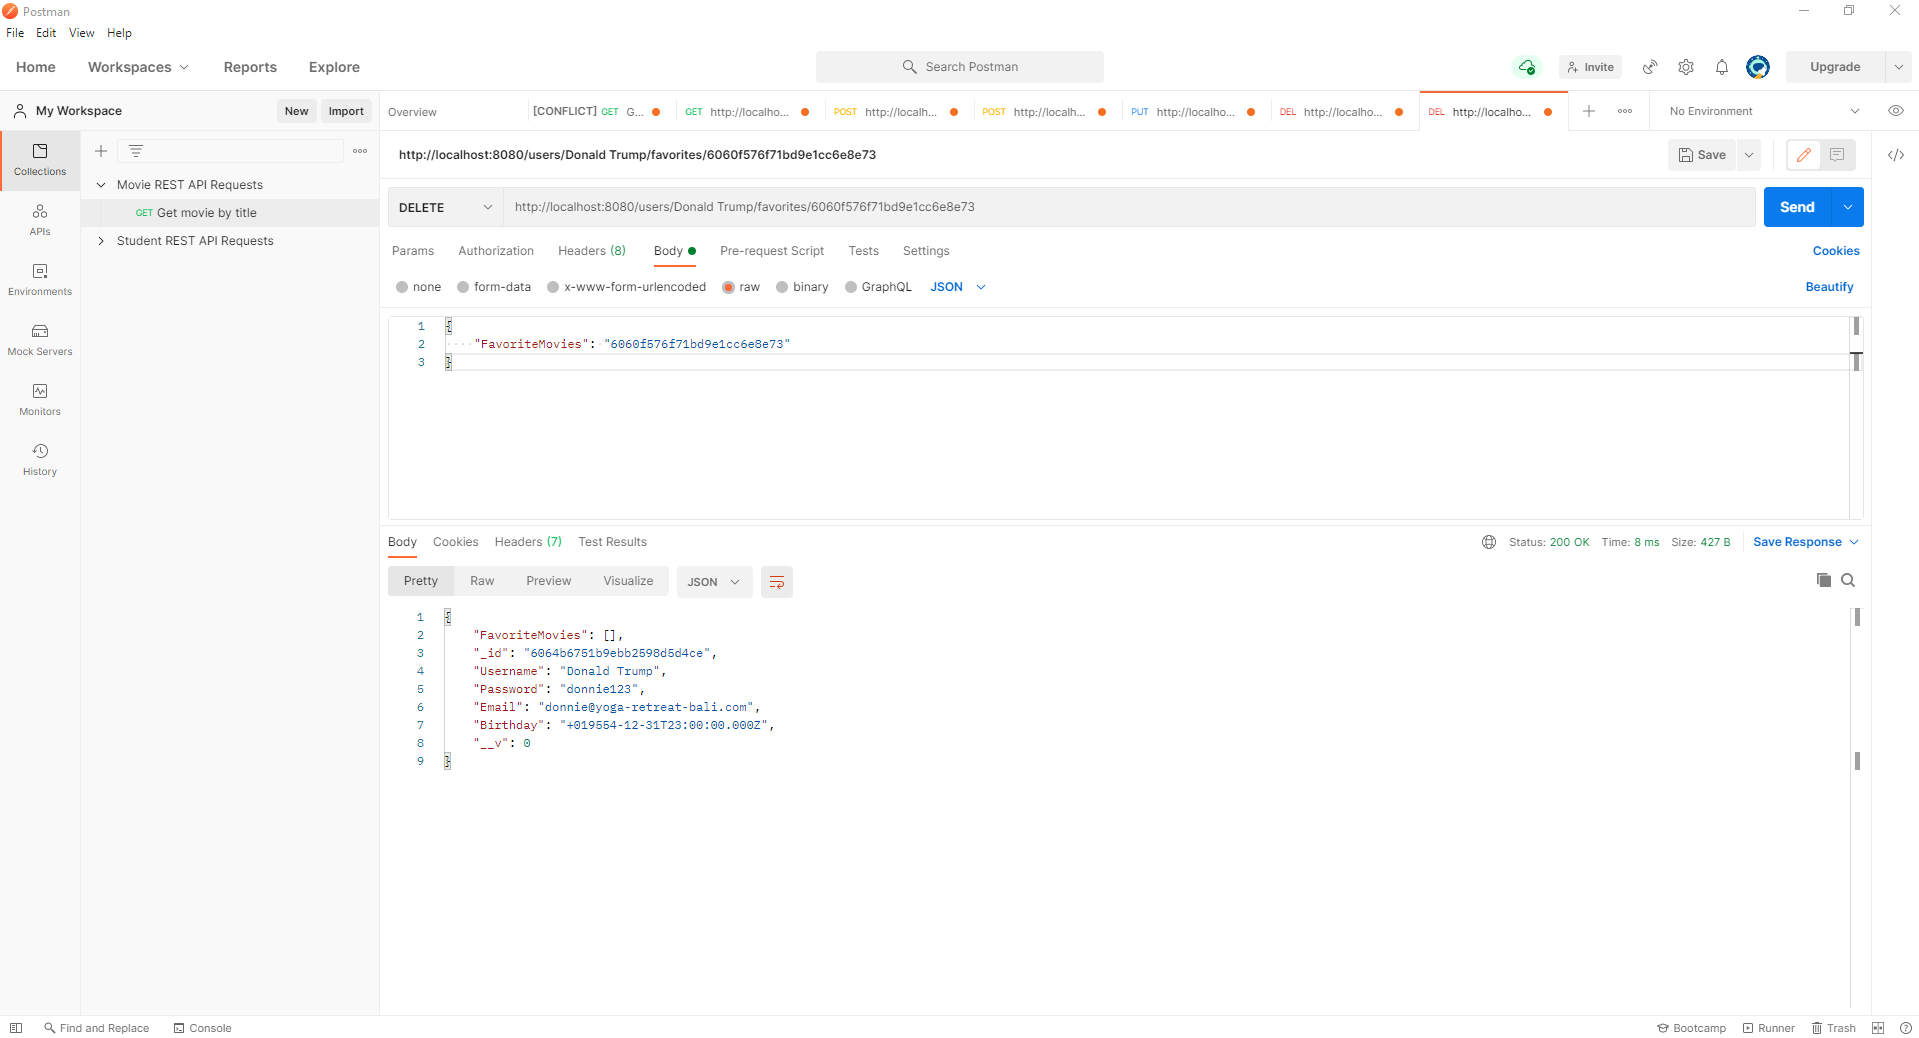 Postman
File Edit View Help
Home Workspaces Reports Explore Search Postman Invite Upgrade
My Workspace New Import
Overview [CONFLICT] GET G... GET http://localho... POST http://localh... POST http://localh... PUT http://localho... DEL http://localho... DEL http://localho... No Environment
Collections
APIs
Environments
Mock Servers
Monitors
History
Movie REST API Requests
GET Get movie by title
Student REST API Requests
http://localhost:8080/users/Donald Trump/favorites/6060f576f71bd9e1cc6e8e73 Save
DELETE http://localhost:8080/users/Donald Trump/favorites/6060f576f71bd9e1cc6e8e73 Send
Params Authorization Headers (8) Body Pre-request Script Tests Settings Cookies
none form-data x-www-form-urlencoded raw binary GraphQL JSON Beautify
1 {
2 "FavoriteMovies": "6060f576f71bd9e1cc6e8e73"
3 }
Body Cookies Headers (7) Test Results Status: 200 OK Time: 8 ms Size: 427 B Save Response
Pretty Raw Preview Visualize JSON
1 {
2 "FavoriteMovies": [],
3 "_id": "6064b6751b9ebb2598d5d4ce",
4 "Username": "Donald Trump",
5 "Password": "donnie123",
6 "Email": "donnie@yoga-retreat-bali.com",
7 "Birthday": "+019554-12-31T23:00:00.000Z",
8 "__v": 0
9 }
Find and Replace Console Bootcamp Runner Trash